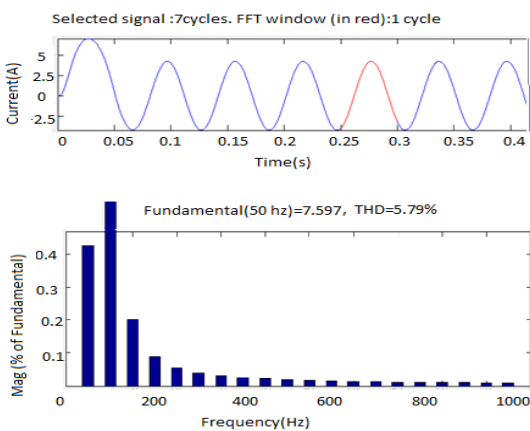 Selected signal :7cycles. FFT window (in red):1 cycle
Current(A)
5
2.5
0
-2.5
0 0.05 0.1 0.15 0.2 0.25 0.3 0.35 0.4
Time(s)
Fundamental(50 hz)=7.597, THD=5.79%
Mag (% of Fundamental)
0.4
0.3
0.2
0.1
0 200 400 600 800 1000
Frequency(Hz)